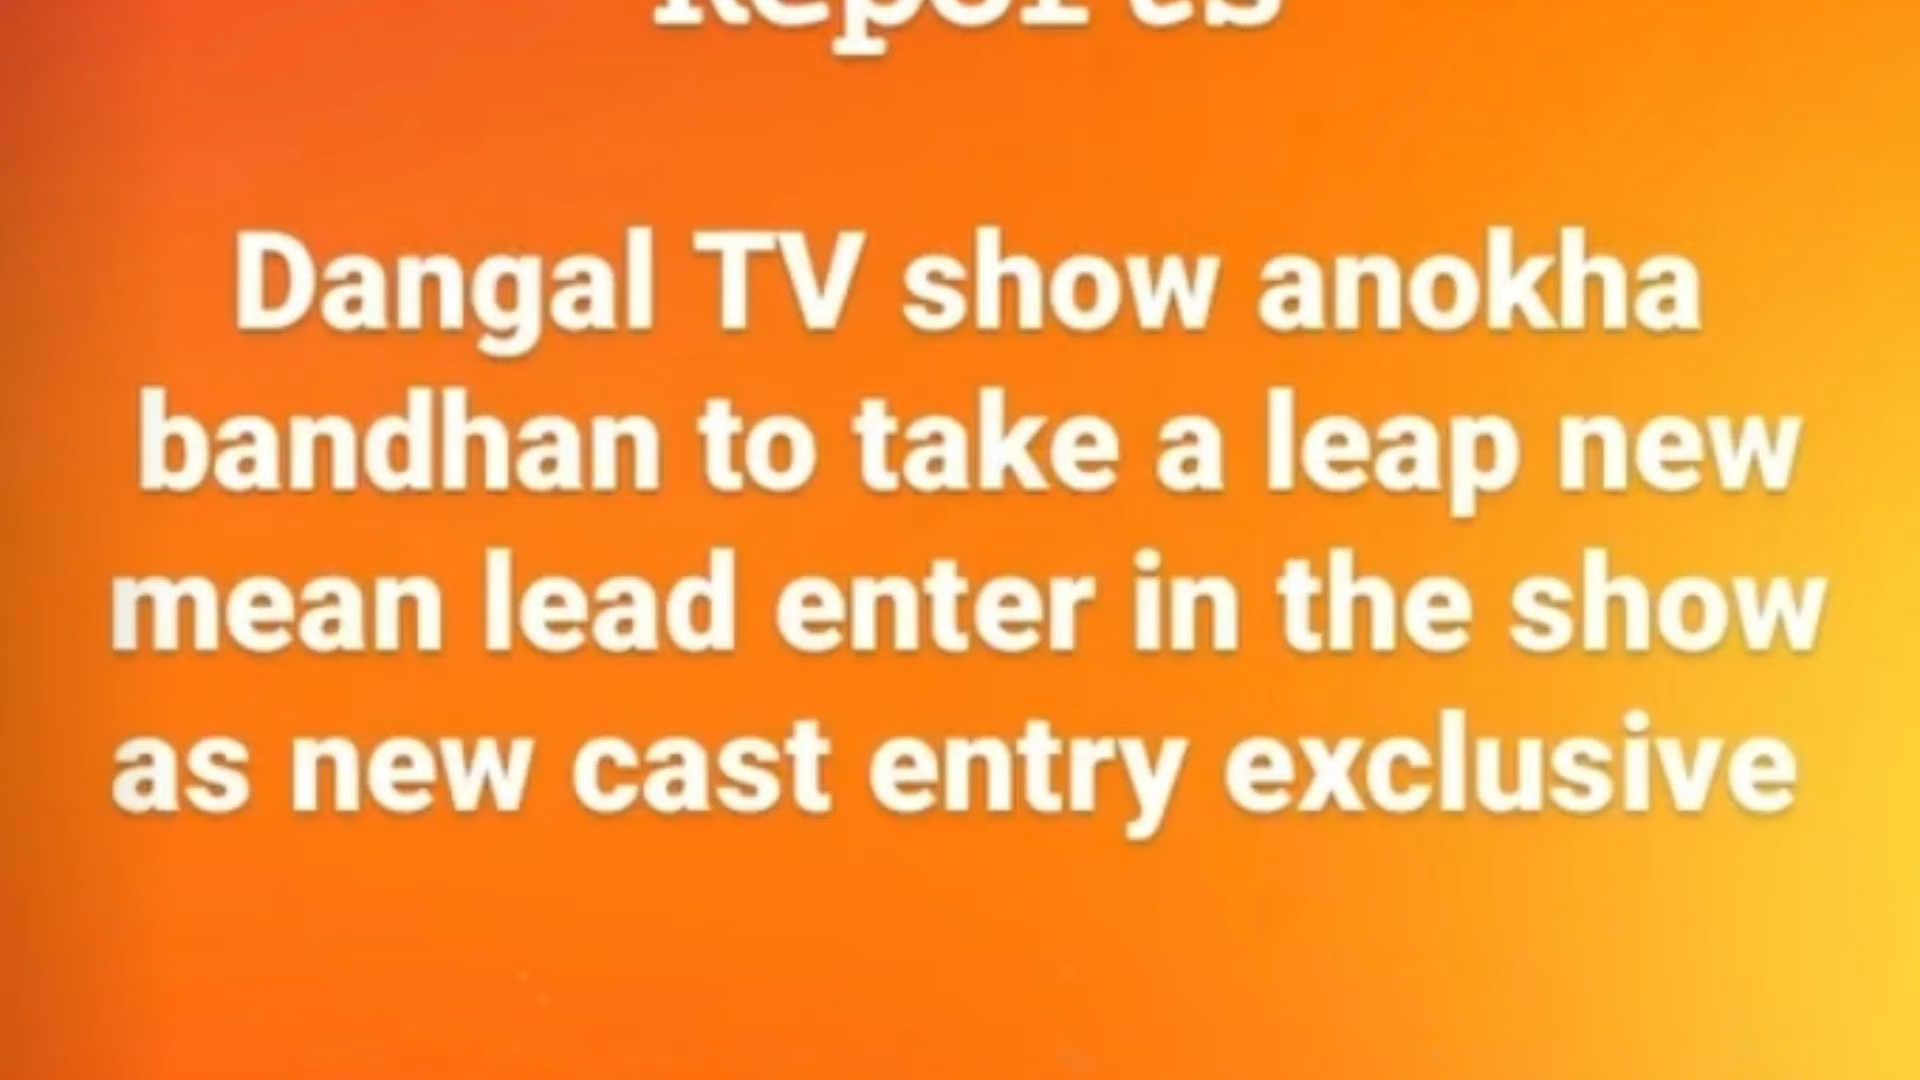 Reports
Dangal TV show anokha
bandhan to take a leap new
mean lead enter in the show
as new cast entry exclusive